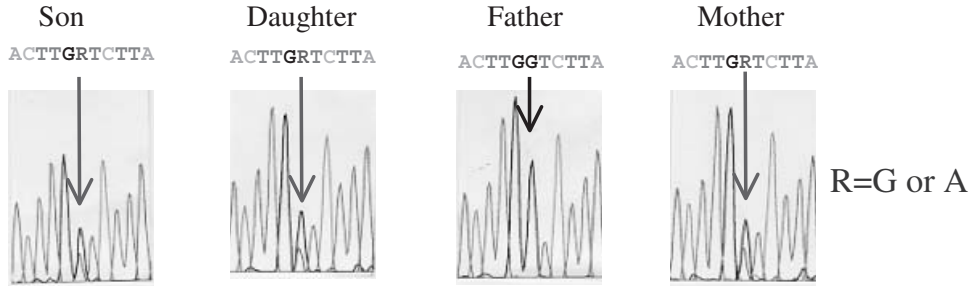 Son Daughter Father Mother
ACTTGRTCTTA ACTTGRTCTTA ACTTGGTCTTA ACTTGRTCTTA
R=G or A